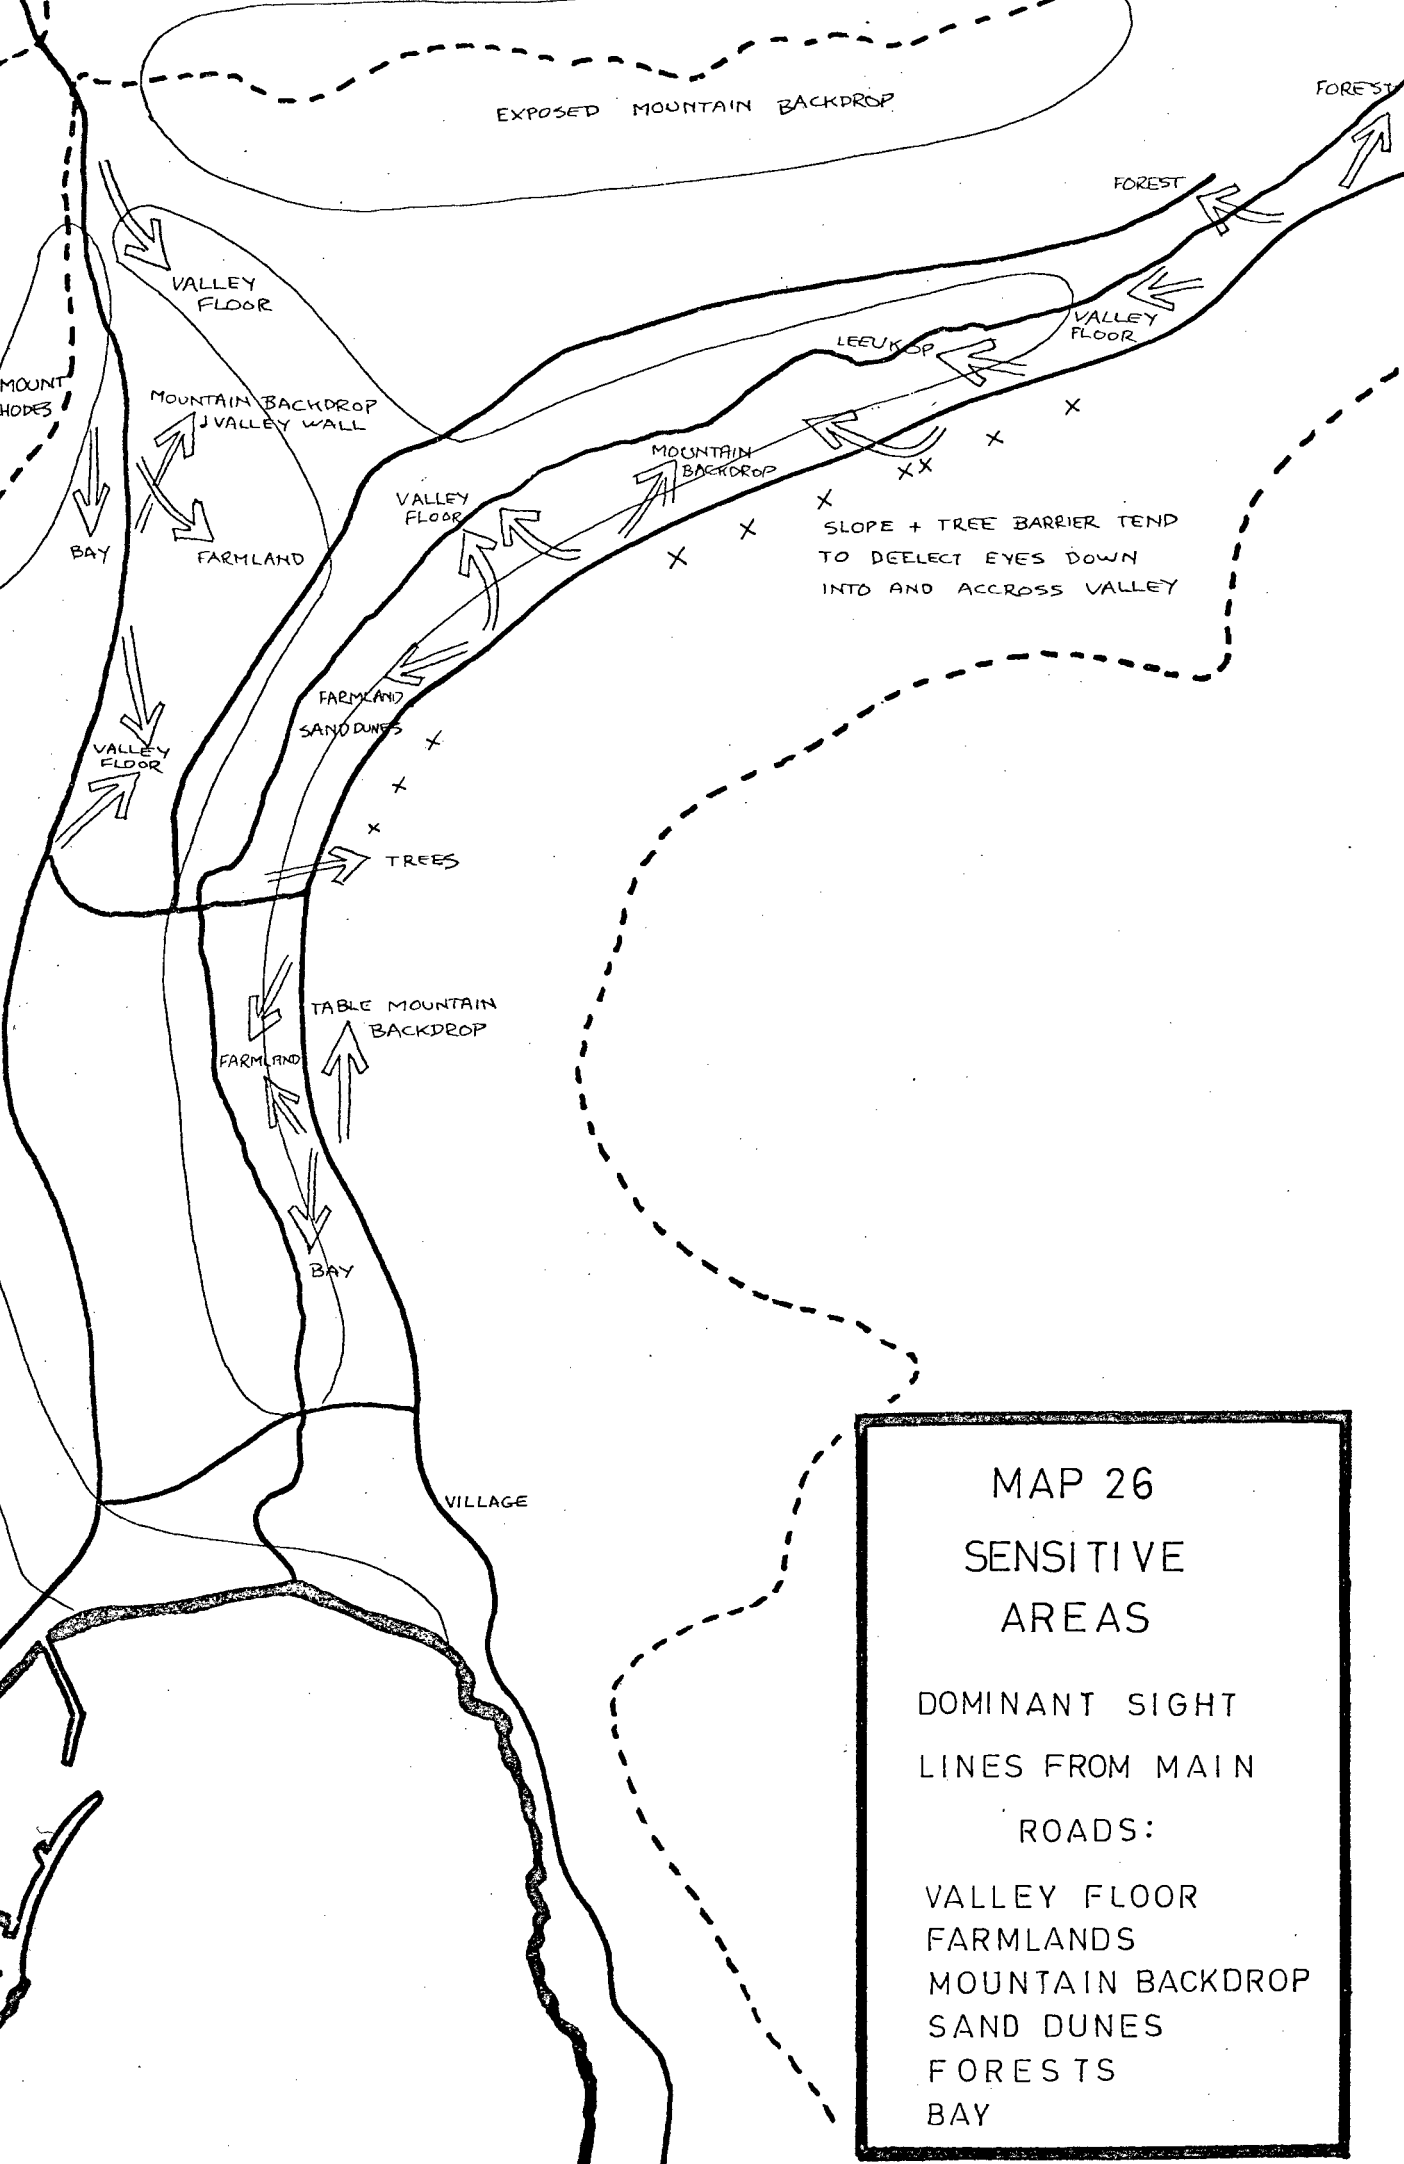 EXPOSED MOUNTAIN BACKDROP
FOREST
FOREST
VALLEY
FLOOR
VALLEY
FLOOR
LEEUKOP
MOUNT
HODES
MOUNTAIN BACKDROP
& VALLEY WALL
MOUNTAIN
BACKDROP
VALLEY
FLOOR
BAY
FARMLAND
SLOPE + TREE BARRIER TEND
TO DEELECT EYES DOWN
INTO AND ACCROSS VALLEY
FARMLAND
SAND DUNES
VALLEY
FLOOR
TREES
TABLE MOUNTAIN
BACKDROP
FARMLAND
BAY
VILLAGE
MAP 26
SENSITIVE
AREAS
DOMINANT SIGHT
LINES FROM MAIN
ROADS:
VALLEY FLOOR
FARMLANDS
MOUNTAIN BACKDROP
SAND DUNES
FORESTS
BAY